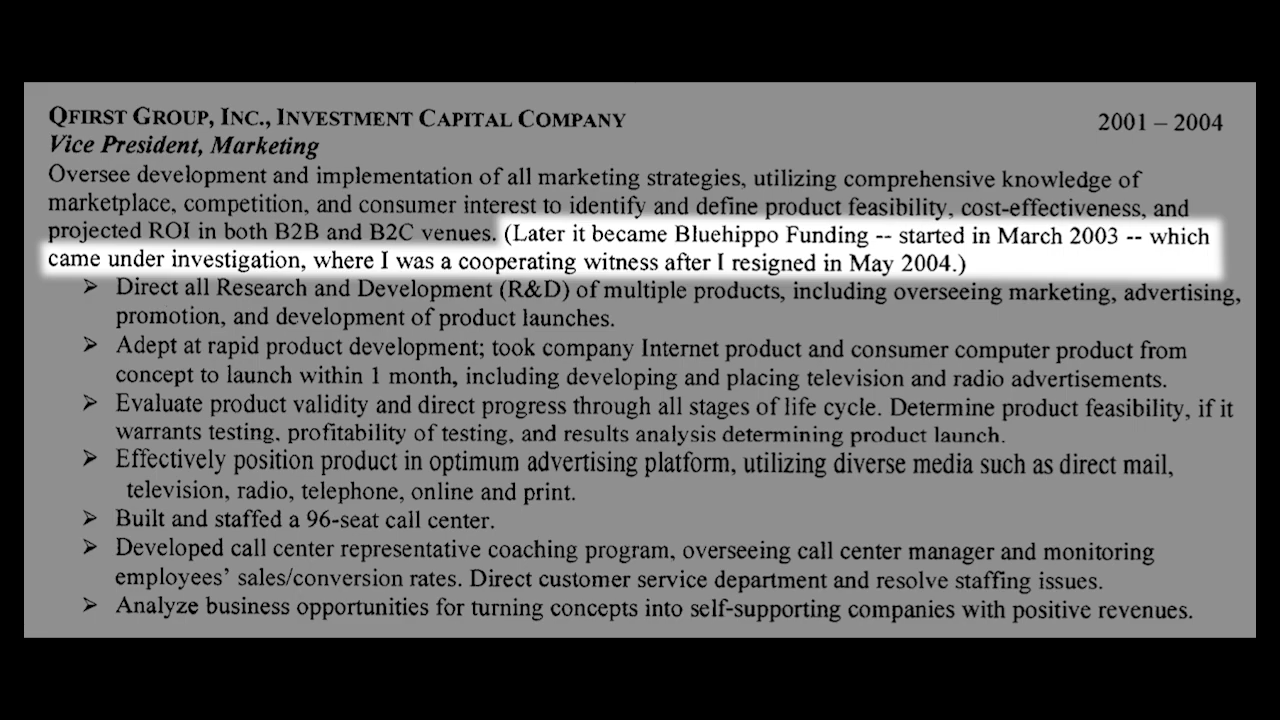 QFIRST GROUP, INC., INVESTMENT CAPITAL COMPANY 2001 – 2004
Vice President, Marketing
Oversee development and implementation of all marketing strategies, utilizing comprehensive knowledge of
marketplace, competition, and consumer interest to identify and define product feasibility, cost-effectiveness, and
projected ROI in both B2B and B2C venues. (Later it became Bluehippo Funding -- started in March 2003 -- which
came under investigation, where I was a cooperating witness after I resigned in May 2004.)
➢ Direct all Research and Development (R&D) of multiple products, including overseeing marketing, advertising,
promotion, and development of product launches.
➢ Adept at rapid product development; took company Internet product and consumer computer product from
concept to launch within 1 month, including developing and placing television and radio advertisements.
➢ Evaluate product validity and direct progress through all stages of life cycle. Determine product feasibility, if it
warrants testing, profitability of testing, and results analysis determining product launch.
➢ Effectively position product in optimum advertising platform, utilizing diverse media such as direct mail,
television, radio, telephone, online and print.
➢ Built and staffed a 96-seat call center.
➢ Developed call center representative coaching program, overseeing call center manager and monitoring
employees’ sales/conversion rates. Direct customer service department and resolve staffing issues.
➢ Analyze business opportunities for turning concepts into self-supporting companies with positive revenues.